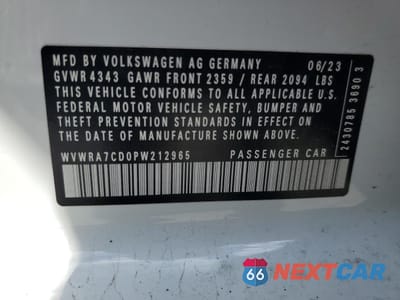 MFD BY VOLKSWAGEN AG GERMANY 06/23
GVWR 4343 GAWR FRONT 2359 / REAR 2094 LBS
THIS VEHICLE CONFORMS TO ALL APPLICABLE U.S.
FEDERAL MOTOR VEHICLE SAFETY, BUMPER AND
THEFT PREVENTION STANDARDS IN EFFECT ON THE
DATE OF MANUFACTURE SHOWN ABOVE.
WVWRA7CD0PW212965 PASSENGER CAR
2430785 3690 3
66 NEXTCAR